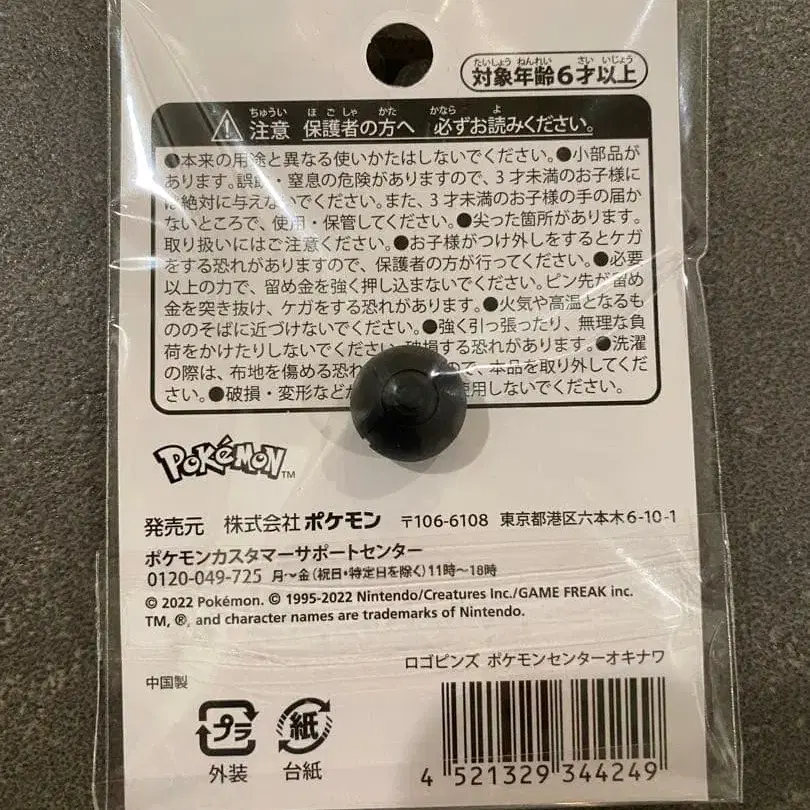 対象年齢6才以上
たいしょう ねんれい さい いじょう
注意 保護者の方へ 必ずお読みください。
ちゅうい ほごしゃ かた かなら よ
●本来の用途と異なる使いかたはしないでください。●小部品が
あります。誤飲・窒息の危険がありますので、3才未満のお子様に
は絶対に与えないでください。また、3才未満のお子様の手の届か
ないところで、使用・保管してください。●尖った箇所があります。
取り扱いにはご注意ください。●お子様がつけ外しをするとケガ
をする恐れがありますので、保護者の方が行ってください。●必要
以上の力で、留め金を強く押し込まないでください。ピン先が留め
金を突き抜け、ケガをする恐れがあります。●火気や高温となるも
ののそばに近づけないでください。●強く引っ張ったり、無理な負
荷をかけたりしないでください。破損する恐れがあります。●洗濯
の際は、布地を傷める恐れ ので、本品を取り外してくだ
さい。●破損・変形など 使用しないでください。
Pokémon TM
発売元 株式会社ポケモン 〒106-6108 東京都港区六本木6-10-1
ポケモンカスタマーサポートセンター
0120-049-725 月〜金(祝日・特定日を除く)11時〜18時
© 2022 Pokémon. © 1995-2022 Nintendo/Creatures Inc./GAME FREAK inc.
TM, ®, and character names are trademarks of Nintendo.
ロゴピンズ ポケモンセンターオキナワ
中国製
プラ
外装
紙
台紙
4 521329 344249